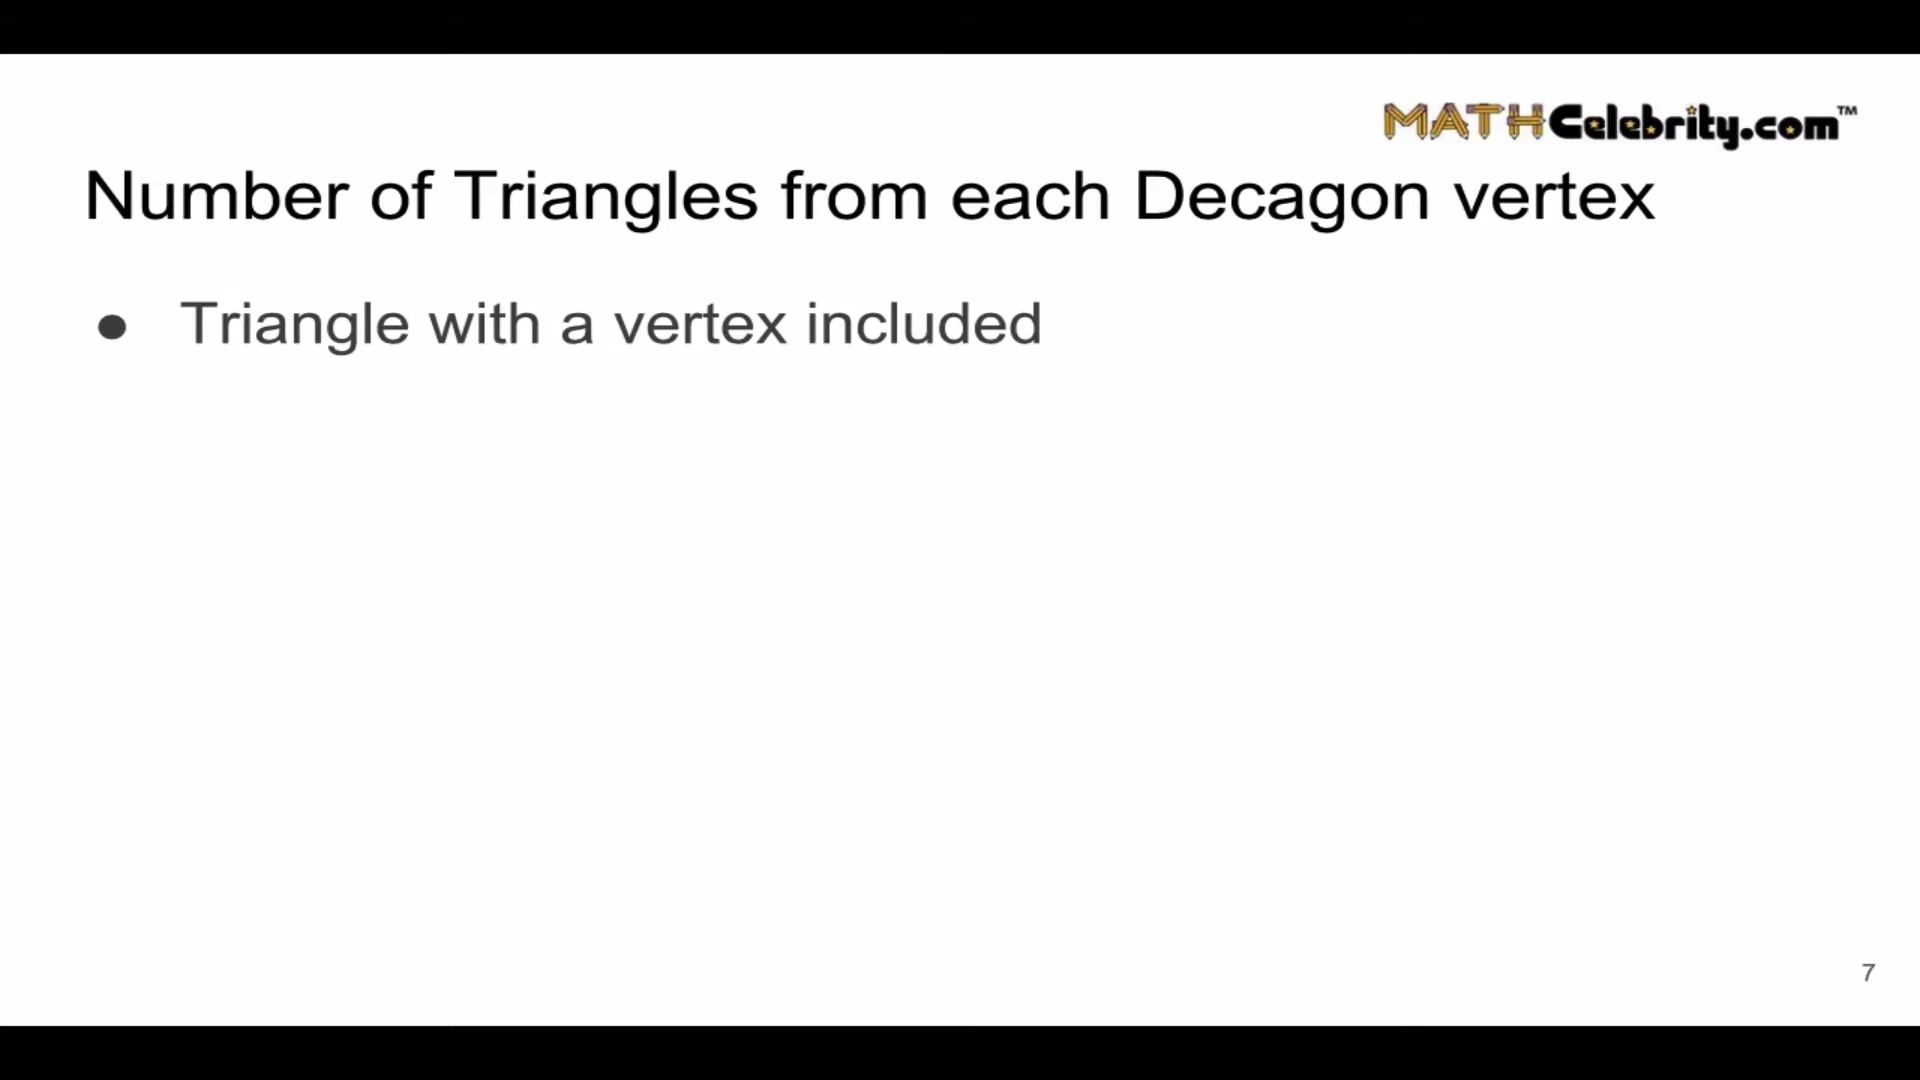 MATHCelebrity.com™
Number of Triangles from each Decagon vertex
● Triangle with a vertex included
7